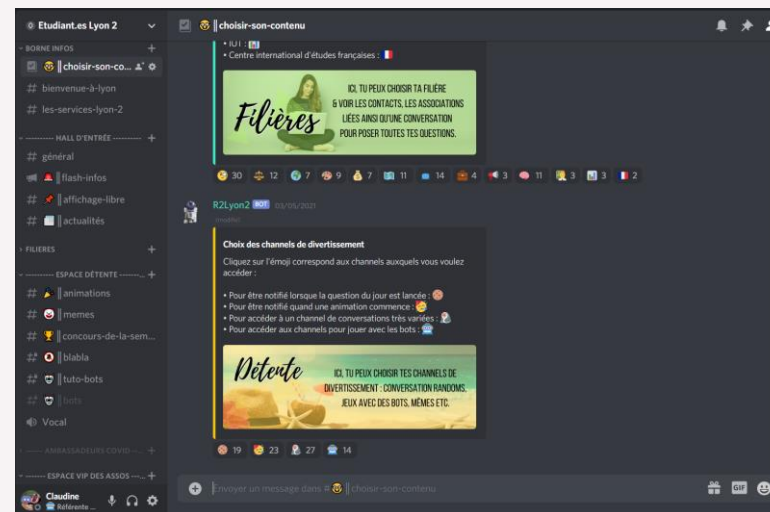 Etudiant.es Lyon 2
BORNE INFOS
choisir-son-co...
bienvenue-à-lyon
les-services-lyon-2
HALL D'ENTRÉE
général
flash-infos
affichage-libre
actualités
FILIERES
ESPACE DÉTENTE
animations
memes
concours-de-la-sem...
blabla
tuto-bots
bots
Vocal
AMBASSADEURS COVID
ESPACE VIP DES ASSOS
Claudine
Référente ...
choisir-son-contenu
• IUT :
• Centre international d'études françaises :
Filières
ICI, TU PEUX CHOISIR TA FILIÈRE
& VOIR LES CONTACTS, LES ASSOCIATIONS
LIÉES AINSI QU'UNE CONVERSATION
POUR POSER TOUTES TES QUESTIONS.
30 12 7 9 7 11 14 4 3 11 3 3 2
R2Lyon2 BOT 03/05/2021
Choix des channels de divertissement
Cliquez sur l'émoji correspond aux channels auxquels vous voulez
accéder :
• Pour être notifié lorsque la question du jour est lancée :
• Pour être notifié quand une animation commence :
• Pour accéder à un channel de conversations très variées :
• Pour accéder aux channels pour jouer avec les bots :
Détente
ICI, TU PEUX CHOISIR TES CHANNELS DE
DIVERTISSEMENT : CONVERSATION RANDOMS,
JEUX AVEC DES BOTS, MÊMES ETC.
19 23 27 14
Envoyer un message dans # choisir-son-contenu
GIF